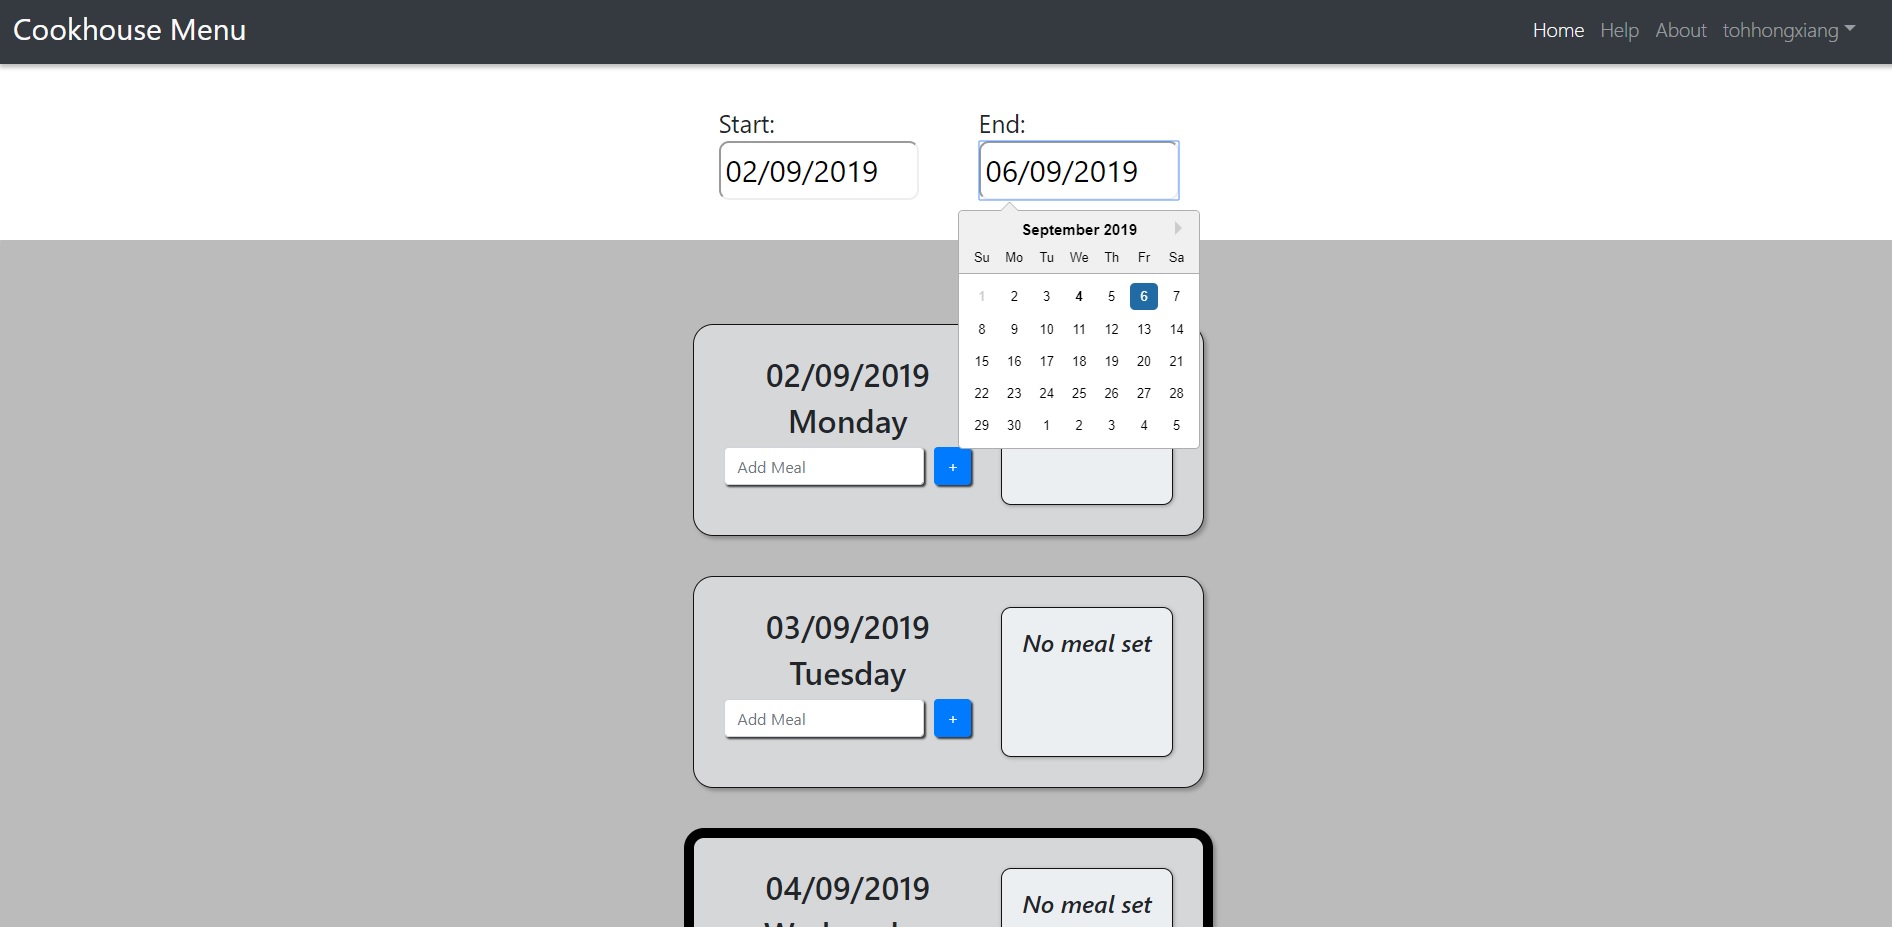 Cookhouse Menu
Home Help About tohhongxiang
Start:
02/09/2019
End:
06/09/2019
September 2019
Su Mo Tu We Th Fr Sa
1 2 3 4 5 6 7
8 9 10 11 12 13 14
15 16 17 18 19 20 21
22 23 24 25 26 27 28
29 30 1 2 3 4 5
02/09/2019
Monday
Add Meal
+
03/09/2019
Tuesday
Add Meal
+
No meal set
04/09/2019
No meal set